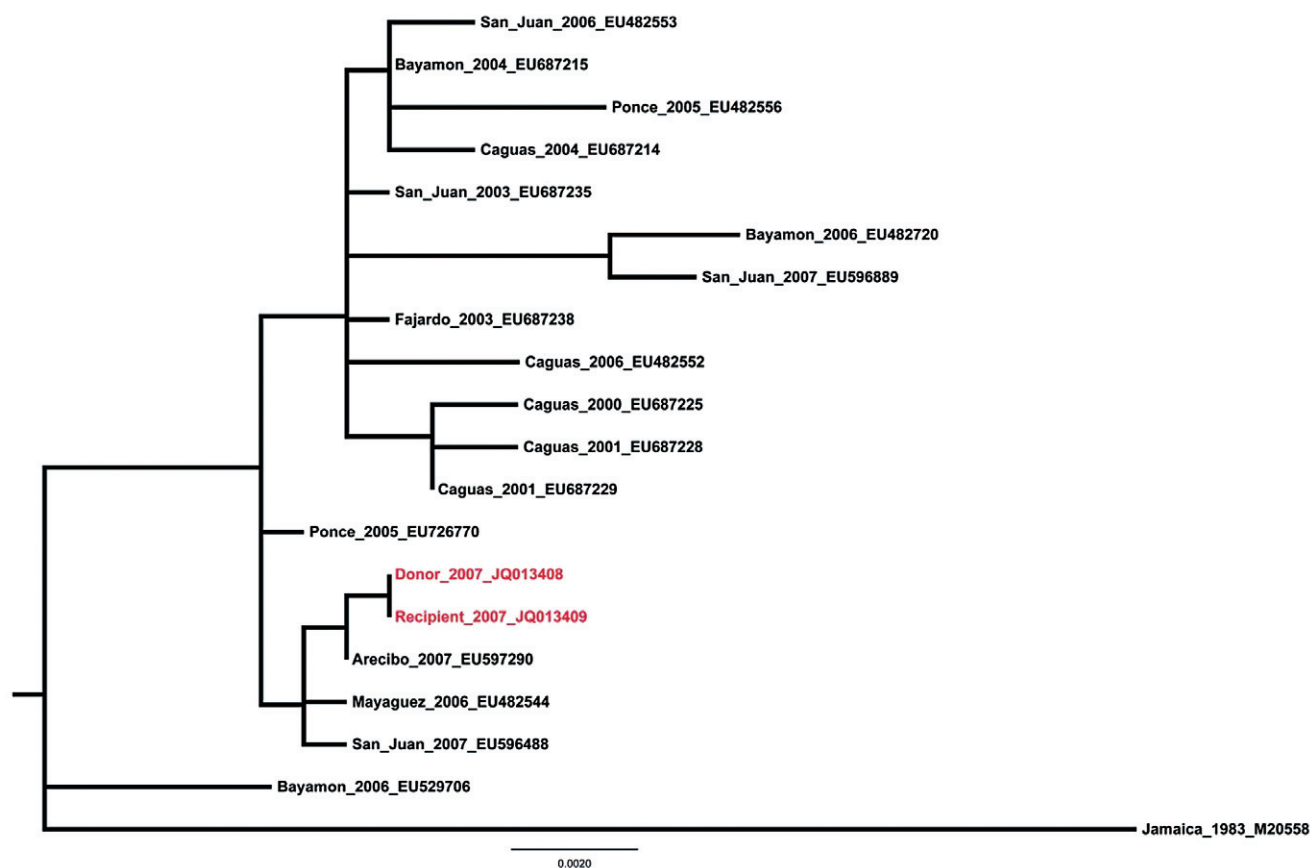 San_Juan_2006_EU482553
Bayamon_2004_EU687215
Ponce_2005_EU482556
Caguas_2004_EU687214
San_Juan_2003_EU687235
Bayamon_2006_EU482720
San_Juan_2007_EU596889
Fajardo_2003_EU687238
Caguas_2006_EU482552
Caguas_2000_EU687225
Caguas_2001_EU687228
Caguas_2001_EU687229
Ponce_2005_EU726770
Donor_2007_JQ013408
Recipient_2007_JQ013409
Arecibo_2007_EU597290
Mayaguez_2006_EU482544
San_Juan_2007_EU596488
Bayamon_2006_EU529706
Jamaica_1983_M20558
0.0020